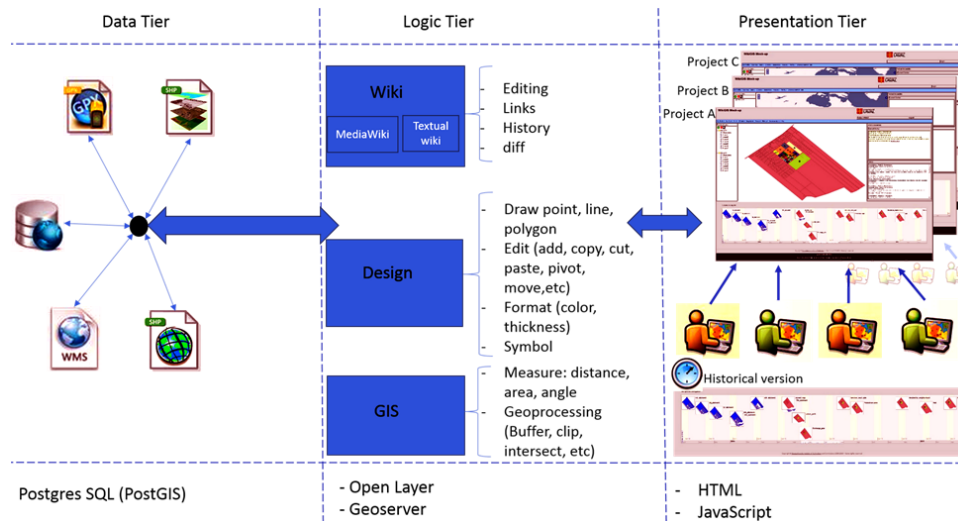 Data Tier
Logic Tier
Presentation Tier
GPX
SHP
WMS
SHP
Wiki
MediaWiki
Textual
wiki
- Editing
- Links
- History
- diff
Design
- Draw point, line,
polygon
- Edit (add, copy, cut,
paste, pivot,
move,etc)
- Format (color,
thickness)
- Symbol
GIS
- Measure: distance,
area, angle
- Geoprocessing
(Buffer, clip,
intersect, etc)
Project C
Project B
Project A
Historical version
Postgres SQL (PostGIS)
- Open Layer
- Geoserver
- HTML
- JavaScript